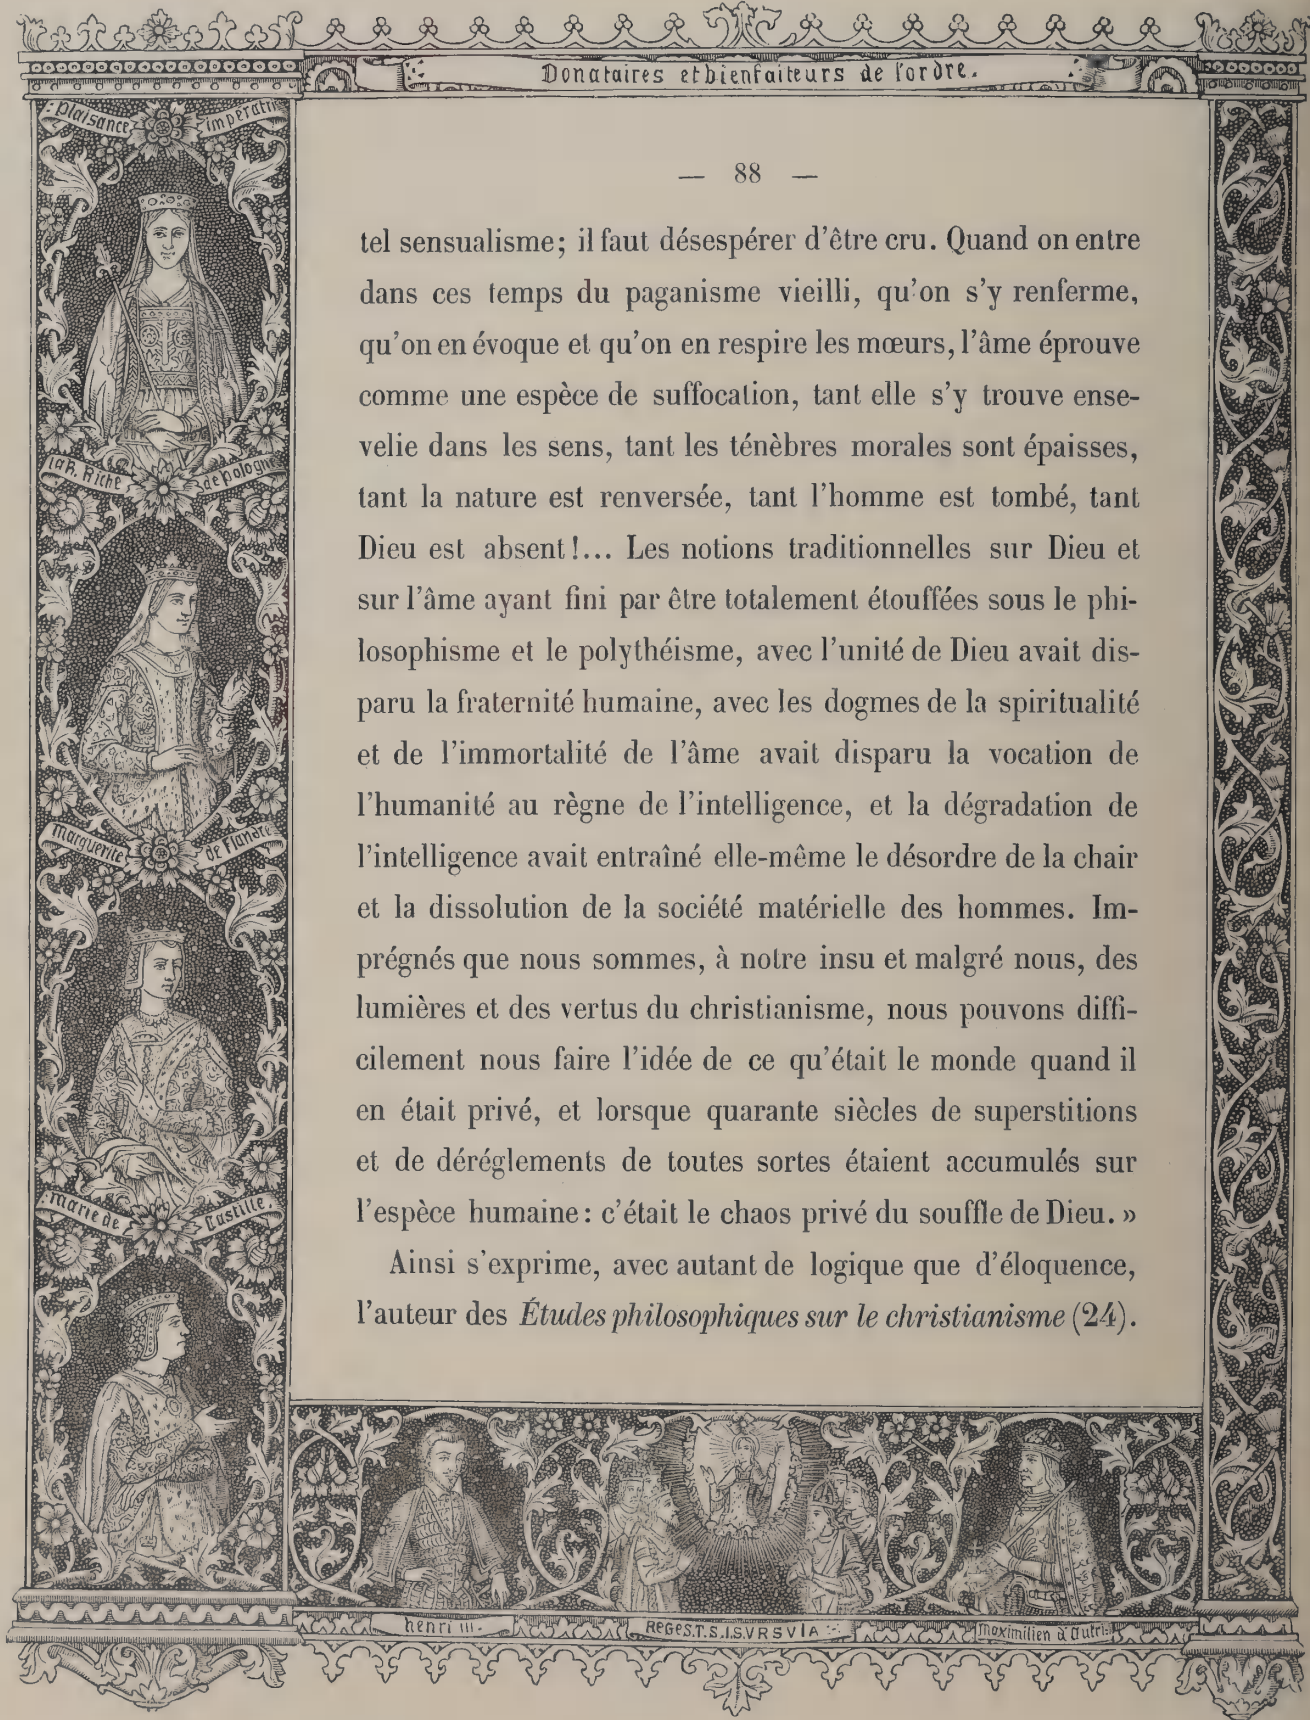 Donataires et bienfaiteurs de l'ordre.
plaisance impératri
— 88 —
tel sensualisme; il faut désespérer d'être cru. Quand on entre
dans ces temps du paganisme vieilli, qu'on s'y renferme,
qu'on en évoque et qu'on en respire les mœurs, l'âme éprouve
comme une espèce de suffocation, tant elle s'y trouve ense-
velie dans les sens, tant les ténèbres morales sont épaisses,
tant la nature est renversée, tant l'homme est tombé, tant
Dieu est absent!... Les notions traditionnelles sur Dieu et
sur l'âme ayant fini par être totalement étouffées sous le phi-
losophisme et le polythéisme, avec l'unité de Dieu avait dis-
paru la fraternité humaine, avec les dogmes de la spiritualité
et de l'immortalité de l'âme avait disparu la vocation de
l'humanité au règne de l'intelligence, et la dégradation de
l'intelligence avait entraîné elle-même le désordre de la chair
et la dissolution de la société matérielle des hommes. Im-
prégnés que nous sommes, à notre insu et malgré nous, des
lumières et des vertus du christianisme, nous pouvons diffi-
cilement nous faire l'idée de ce qu'était le monde quand il
en était privé, et lorsque quarante siècles de superstitions
et de déréglements de toutes sortes étaient accumulés sur
l'espèce humaine: c'était le chaos privé du souffle de Dieu. »
Ainsi s'exprime, avec autant de logique que d'éloquence,
l'auteur des Études philosophiques sur le christianisme (24).
la R. Riche de pologne
marguerite de flandre
marie de Castille.
henri III.
REGES.T.S.I.S.VRSVLA
maximilien d'autri